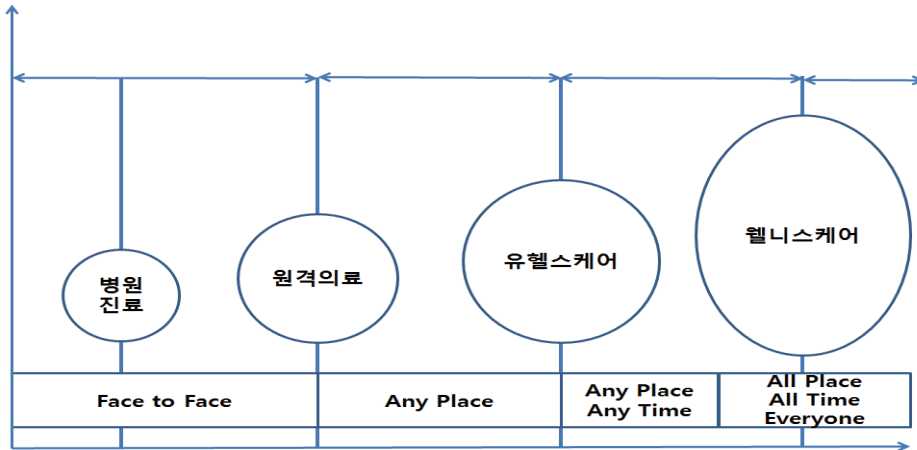 병원
진료
원격의료
유헬스케어
웰니스케어
Face to Face
Any Place
Any Place
Any Time
All Place
All Time
Everyone